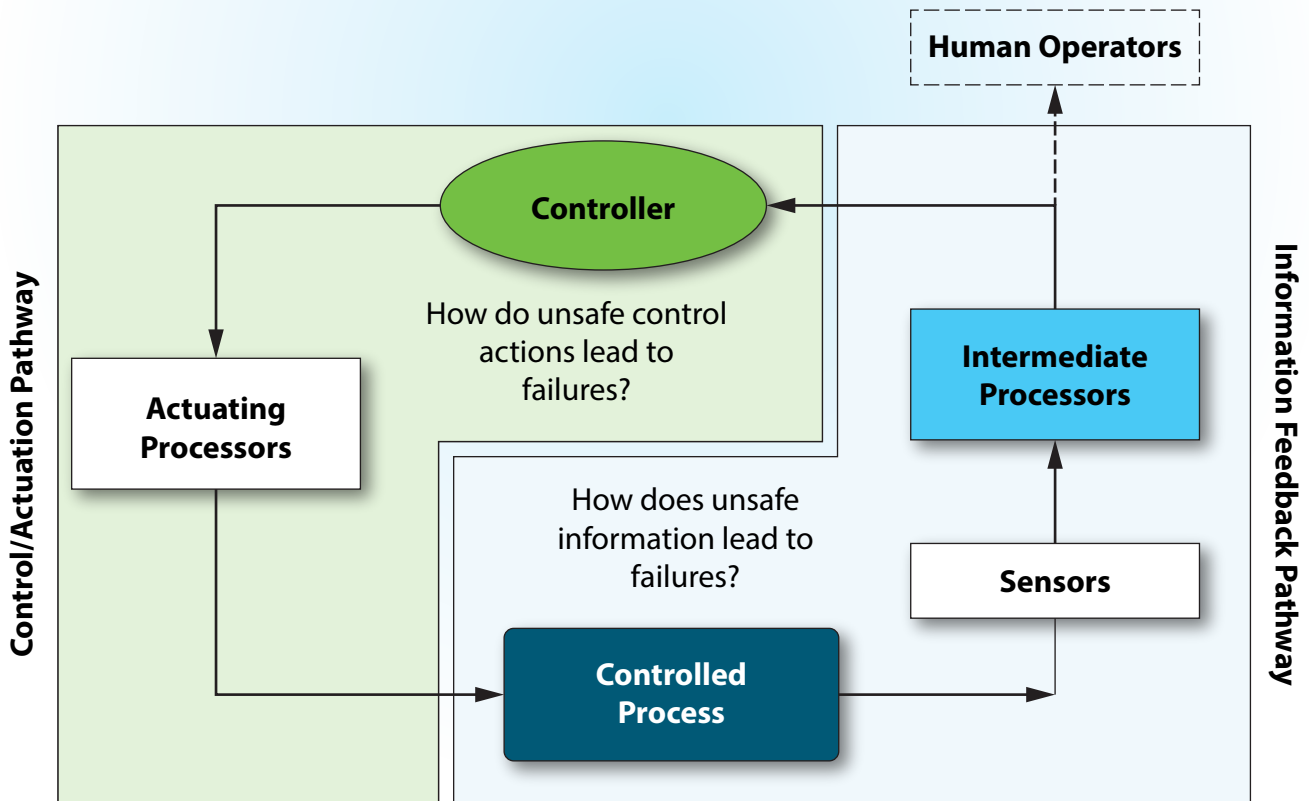 Human Operators
Controller
How do unsafe control
actions lead to
failures?
Control/Actuation Pathway
Actuating
Processors
Intermediate
Processors
Information Feedback Pathway
How does unsafe
information lead to
failures?
Sensors
Controlled
Process